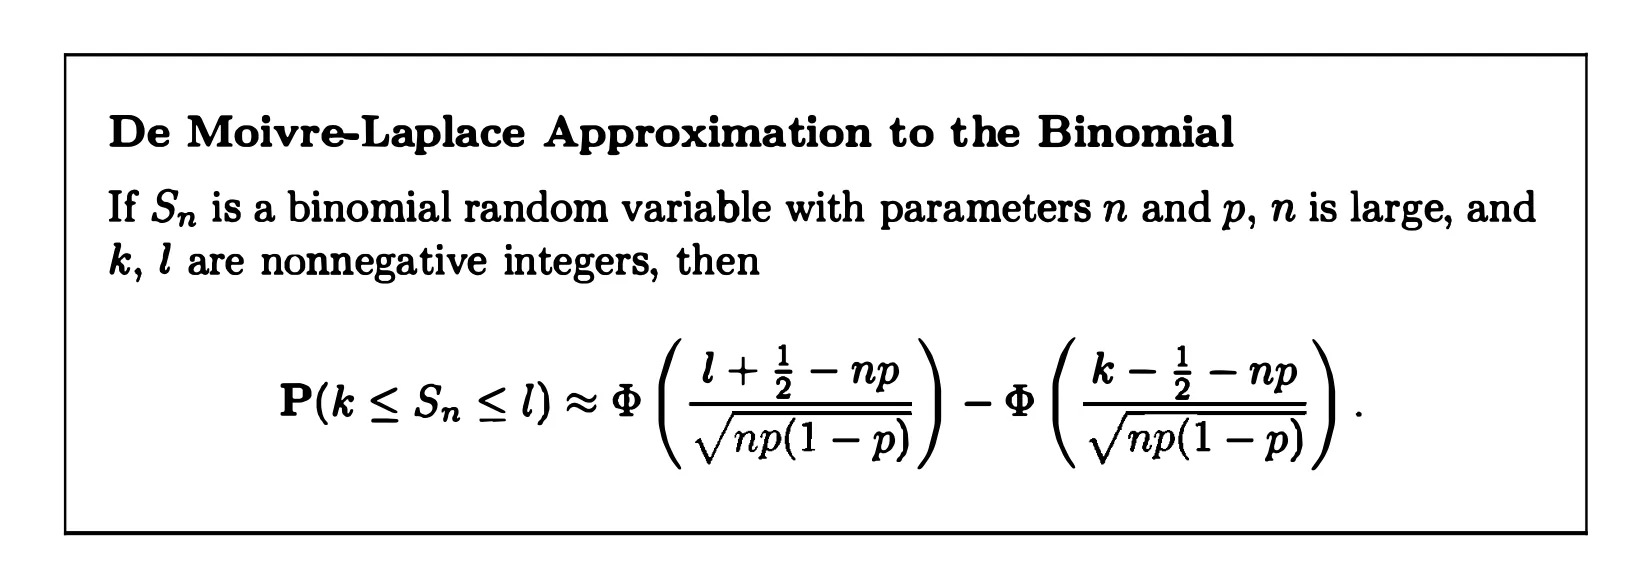 De Moivre-Laplace Approximation to the Binomial
If $S_n$ is a binomial random variable with parameters $n$ and $p$, $n$ is large, and
$k$, $l$ are nonnegative integers, then
$$\mathbf{P}(k \leq S_n \leq l) \approx \Phi\left(\frac{l + \frac{1}{2} - np}{\sqrt{np(1-p)}}\right) - \Phi\left(\frac{k - \frac{1}{2} - np}{\sqrt{np(1-p)}}\right).$$